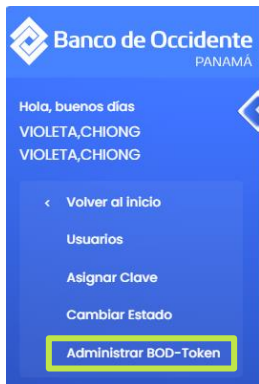 Banco de Occidente
PANAMÁ
Hola, buenos días
VIOLETA,CHIONG
VIOLETA,CHIONG
< Volver al inicio
Usuarios
Asignar Clave
Cambiar Estado
Administrar BOD-Token